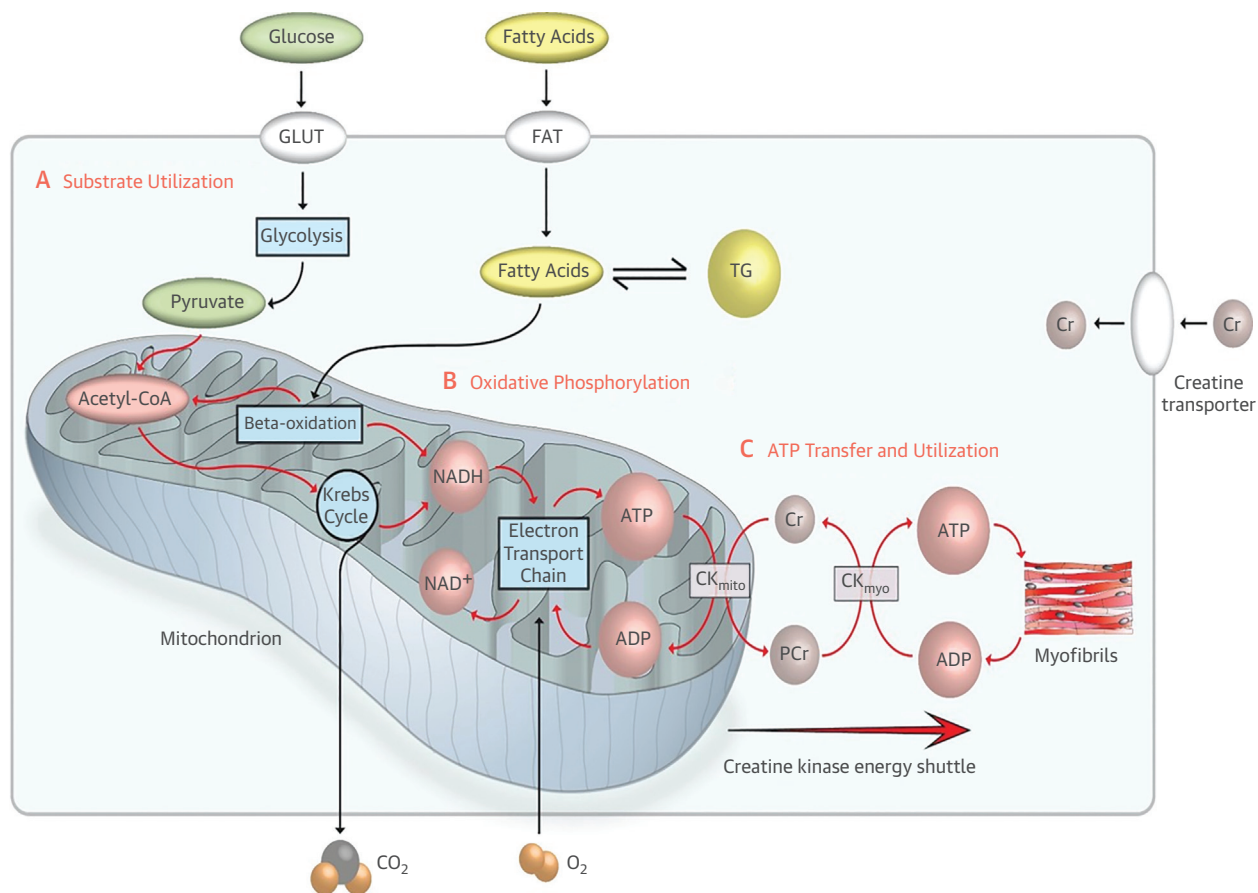 Glucose
Fatty Acids
GLUT
FAT
A Substrate Utilization
Glycolysis
Fatty Acids
TG
Pyruvate
Cr
Cr
Creatine
transporter
B Oxidative Phosphorylation
Acetyl-CoA
Beta-oxidation
C ATP Transfer and Utilization
NADH
Krebs
Cycle
ATP
Cr
ATP
Electron
Transport
Chain
NAD+
CKmito
CKmyo
ADP
PCr
ADP
Myofibrils
Mitochondrion
Creatine kinase energy shuttle
CO2
O2